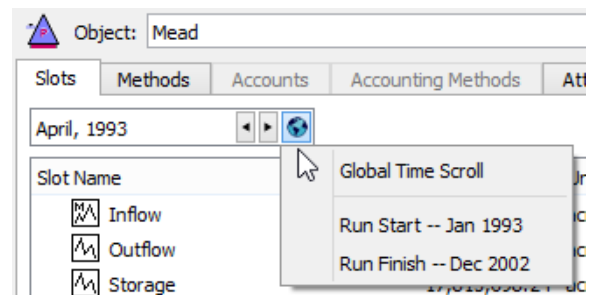 Object: Mead
Slots Methods Accounts Accounting Methods Att
April, 1993
Slot Name
Global Time Scroll
Inflow
Run Start -- Jan 1993
Outflow
Run Finish -- Dec 2002
Storage